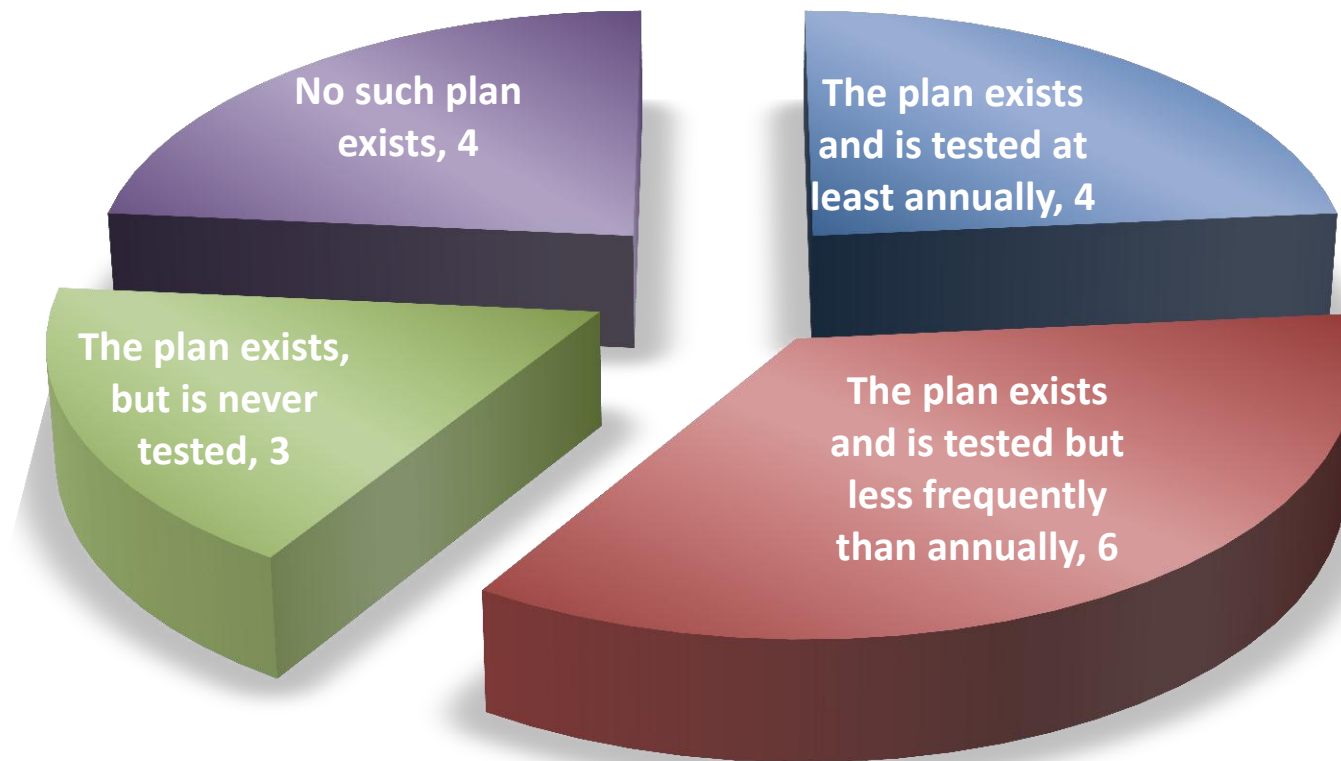 No such plan
exists, 4
The plan exists
and is tested at
least annually, 4
The plan exists,
but is never
tested, 3
The plan exists
and is tested but
less frequently
than annually, 6